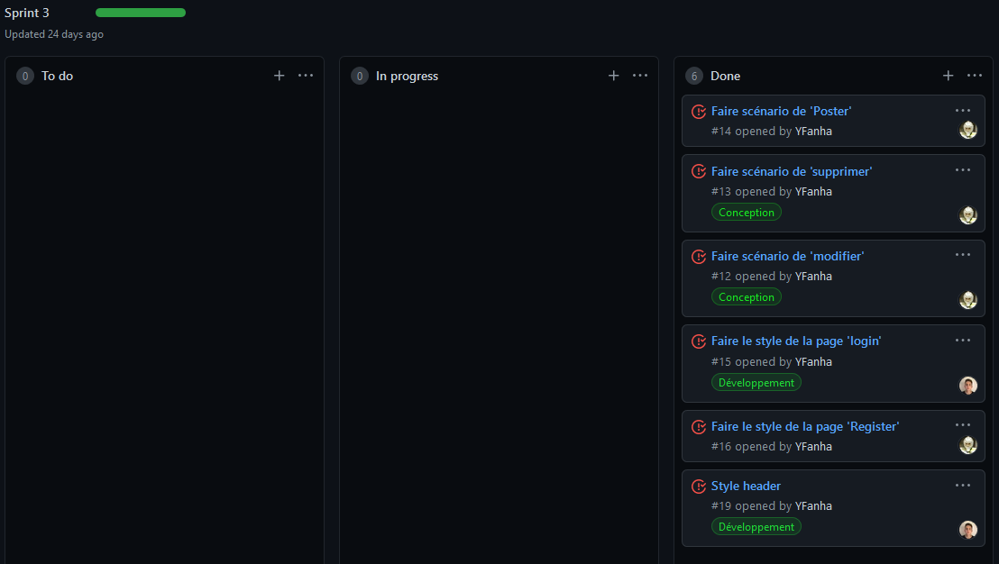 Sprint 3
Updated 24 days ago
0 To do
0 In progress
6 Done
Faire scénario de 'Poster'
#14 opened by YFanha
Faire scénario de 'supprimer'
#13 opened by YFanha
Conception
Faire scénario de 'modifier'
#12 opened by YFanha
Conception
Faire le style de la page 'login'
#15 opened by YFanha
Développement
Faire le style de la page 'Register'
#16 opened by YFanha
Style header
#19 opened by YFanha
Développement